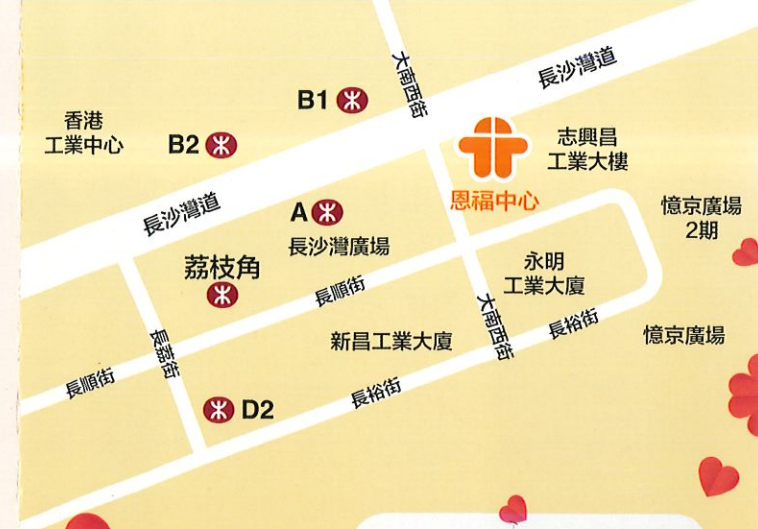 大南西街
長沙灣道
B1
香港
工業中心
B2
志興昌
工業大樓
恩福中心
長沙灣道
A
長沙灣廣場
憶京廣場
2期
荔枝角
長順街
永明
工業大廈
大南西街
長裕街
長荔街
新昌工業大廈
憶京廣場
長順街
長裕街
D2